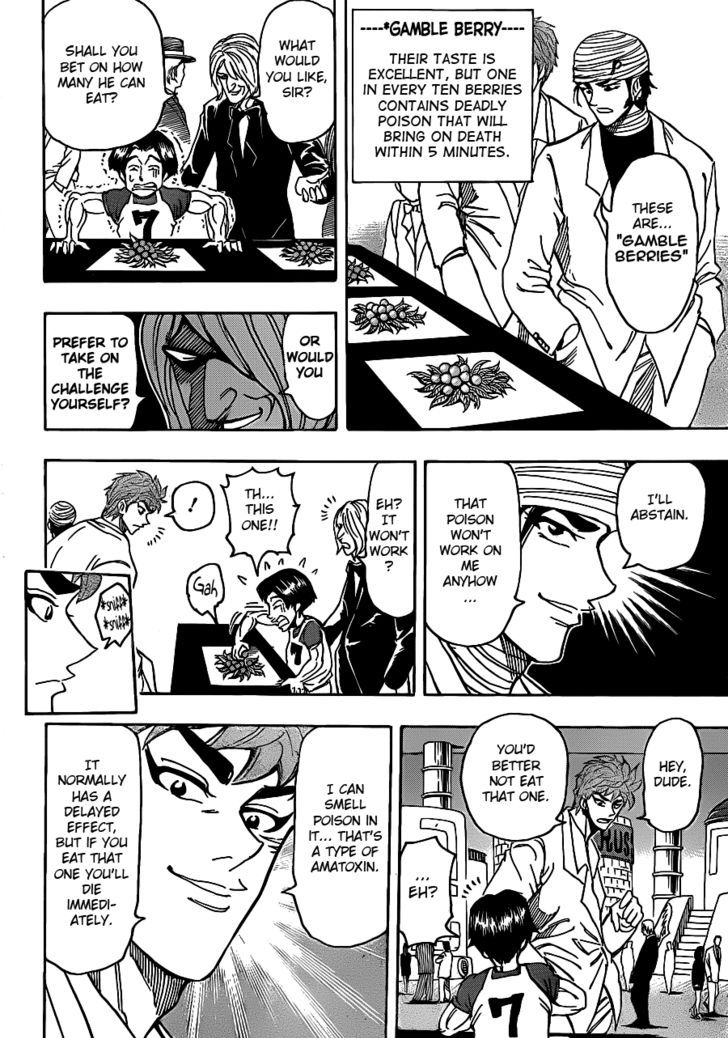 ----*GAMBLE BERRY----
THEIR TASTE IS
EXCELLENT, BUT ONE
IN EVERY TEN BERRIES
CONTAINS DEADLY
POISON THAT WILL
BRING ON DEATH
WITHIN 5 MINUTES.
P
THESE
ARE...
"GAMBLE
BERRIES"
WHAT
WOULD
YOU LIKE,
SIR?
SHALL YOU
BET ON HOW
MANY HE CAN
EAT?
7
OR
WOULD
YOU
PREFER TO
TAKE ON
THE
CHALLENGE
YOURSELF?
I'LL
ABSTAIN.
THAT
POISON
WON'T
WORK ON
ME
ANYHOW
...
EH?
IT
WON'T
WORK
?
TH...
THIS
ONE!!
!
Gah
7
*SNIFF*
*SNIFF*
HEY,
DUDE.
YOU'D
BETTER
NOT EAT
THAT ONE.
...
EH?
7
I CAN
SMELL
POISON IN
IT... THAT'S
A TYPE OF
AMATOXIN.
IT
NORMALLY
HAS A
DELAYED
EFFECT,
BUT IF YOU
EAT THAT
ONE YOU'LL
DIE
IMMEDI-
ATELY.